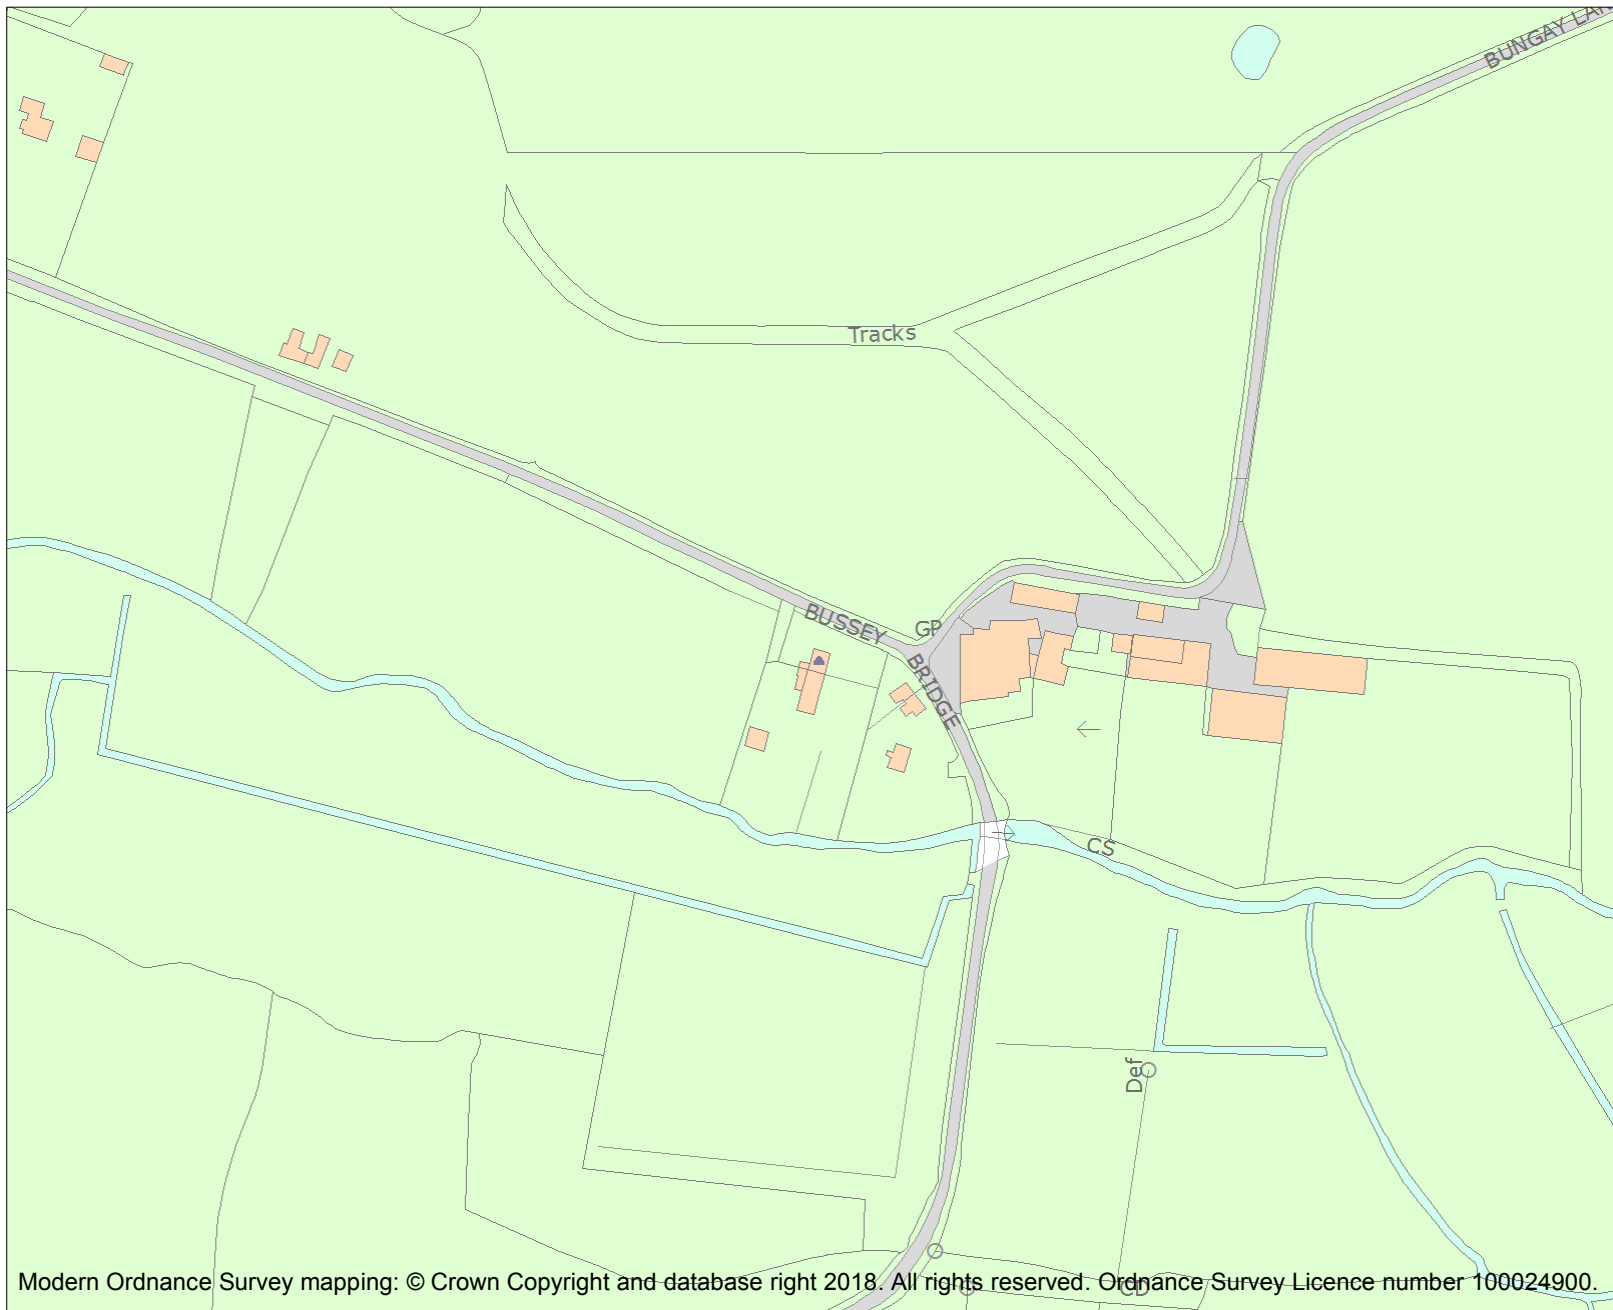 BUNGAY LAN
Tracks
BUSSEY
GP
BRIDGE
CS
Def
CD
Modern Ordnance Survey mapping: © Crown Copyright and database right 2018. All rights reserved. Ordnance Survey Licence number 100024900.